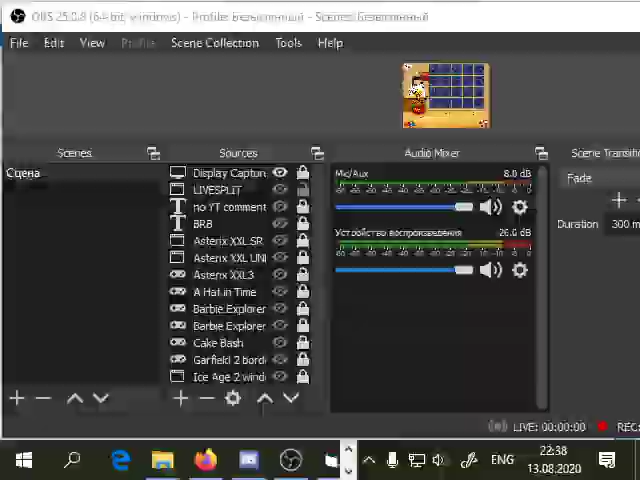 OBS 25.0.8 (64-bit, windows) - Profile: Безымянный - Scenes: Безымянный
File Edit View Profile Scene Collection Tools Help
Scenes
Сцена
Sources
Display Captur
LIVESPLIT
no YT comment
BRB
Asterix XXL SR
Asterix XXL UNI
Asterix XXL3
A Hat in Time
Barbie Explorer
Barbie Explorer
Cake Bash
Garfield 2 bord
Ice Age 2 wind
Audio Mixer
Mic/Aux 8.0 dB
Устройство воспроизведения 26.0 dB
Scene Transitio
Fade
Duration 300 m
LIVE: 00:00:00 REC:
ENG
22:38
13.08.2020